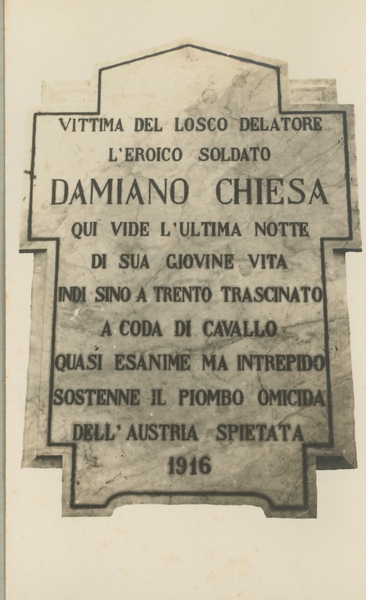 VITTIMA DEL LOSCO DELATORE
L'EROICO SOLDATO
DAMIANO CHIESA
QUI VIDE L'ULTIMA NOTTE
DI SUA GIOVINE VITA
INDI SINO A TRENTO TRASCINATO
A CODA DI CAVALLO
QUASI ESANIME MA INTREPIDO
SOSTENNE IL PIOMBO OMICIDA
DELL'AUSTRIA SPIETATA
1916